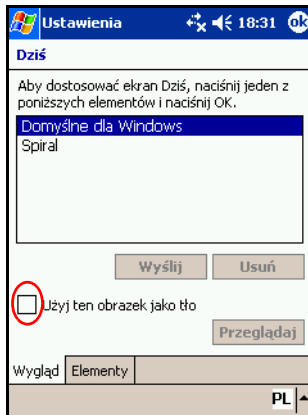 Ustawienia 18:31 ok
Dziś
Aby dostosować ekran Dziś, naciśnij jeden z
poniższych elementów i naciśnij OK.
Domyślne dla Windows
Spiral
Wyślij Usuń
Użyj ten obrazek jako tło
Przeglądaj
Wygląd Elementy
PL